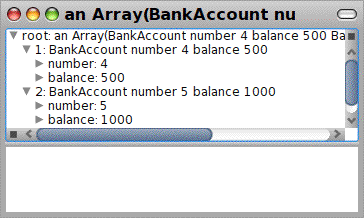 an Array(BankAccount nu
root: an Array(BankAccount number 4 balance 500 Ba
1: BankAccount number 4 balance 500
number: 4
balance: 500
2: BankAccount number 5 balance 1000
number: 5
balance: 1000